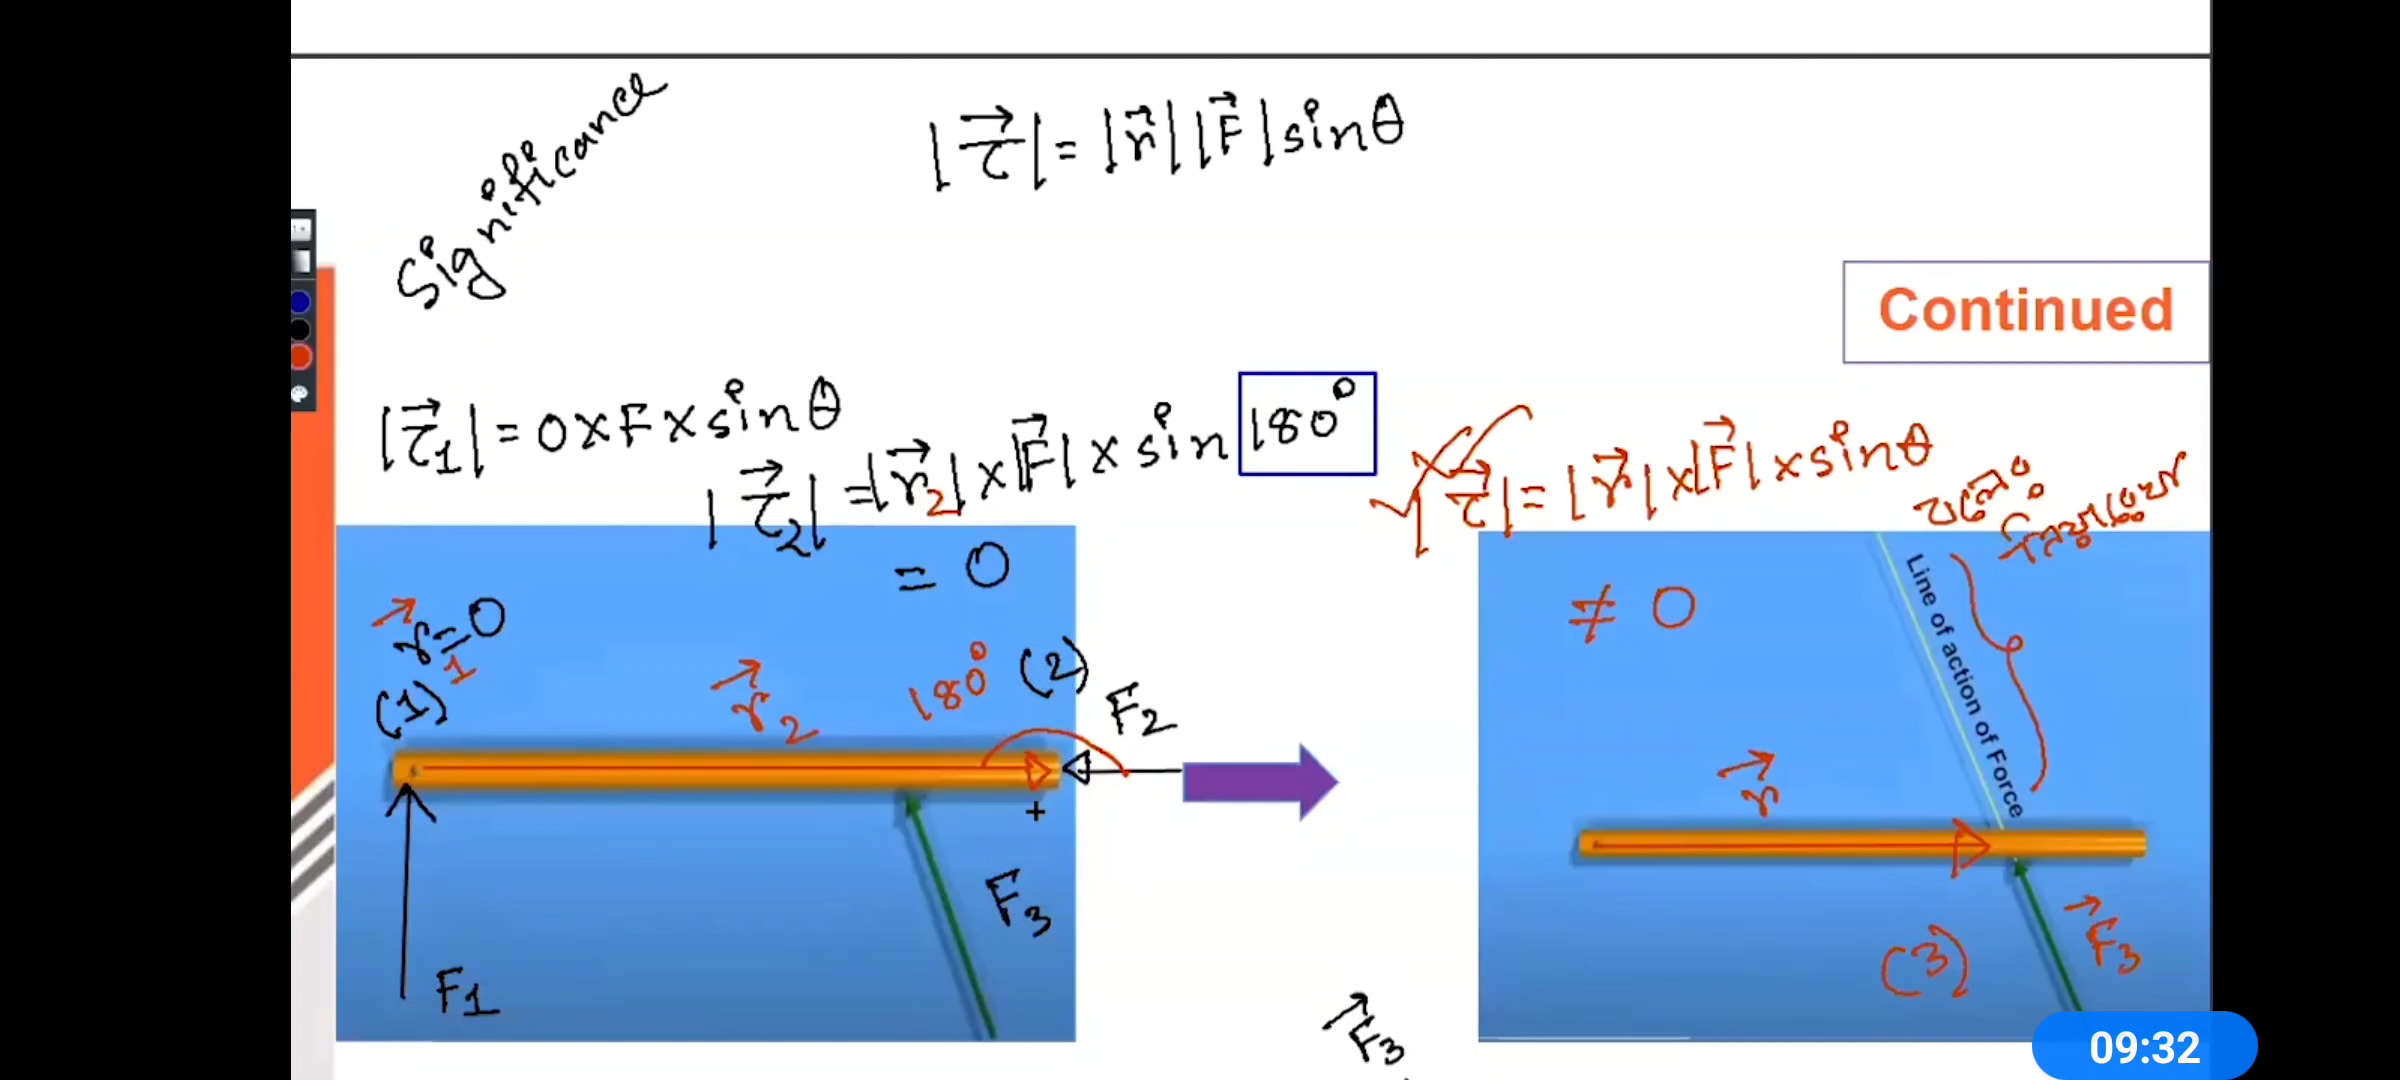 Significance
|τ⃗| = |r⃗| |F⃗| sinθ
Continued
|τ⃗₁| = 0 × F × sinθ
|τ⃗₂| = |r⃗₂| × |F⃗| × sin 180°
= 0
|τ⃗| = |r⃗| × |F⃗| × sinθ
≠ 0
r⃗₁ = 0
(1)
r⃗₂
180°
(2)
F₂
+
F₃
F₁
Line of action of Force
r⃗
(3)
F⃗₃
F⃗₃
09:32